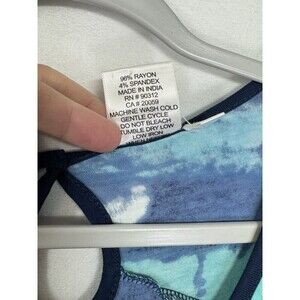 96% RAYON
4% SPANDEX
MADE IN INDIA
RN # 90312
CA # 20059
MACHINE WASH COLD
GENTLE CYCLE
DO NOT BLEACH
TUMBLE DRY LOW
LOW IRON